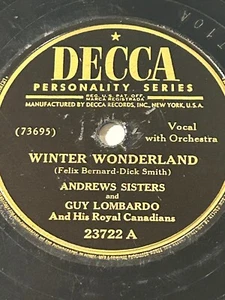 DECCA
PERSONALITY SERIES
REG. U.S. PAT. OFF.
MARCA REGISTRADA
MANUFACTURED BY DECCA RECORDS, INC., NEW YORK, U.S.A.
(73695)
Vocal
with Orchestra
WINTER WONDERLAND
(Felix Bernard-Dick Smith)
ANDREWS SISTERS
and
GUY LOMBARDO
And His Royal Canadians
23722 A